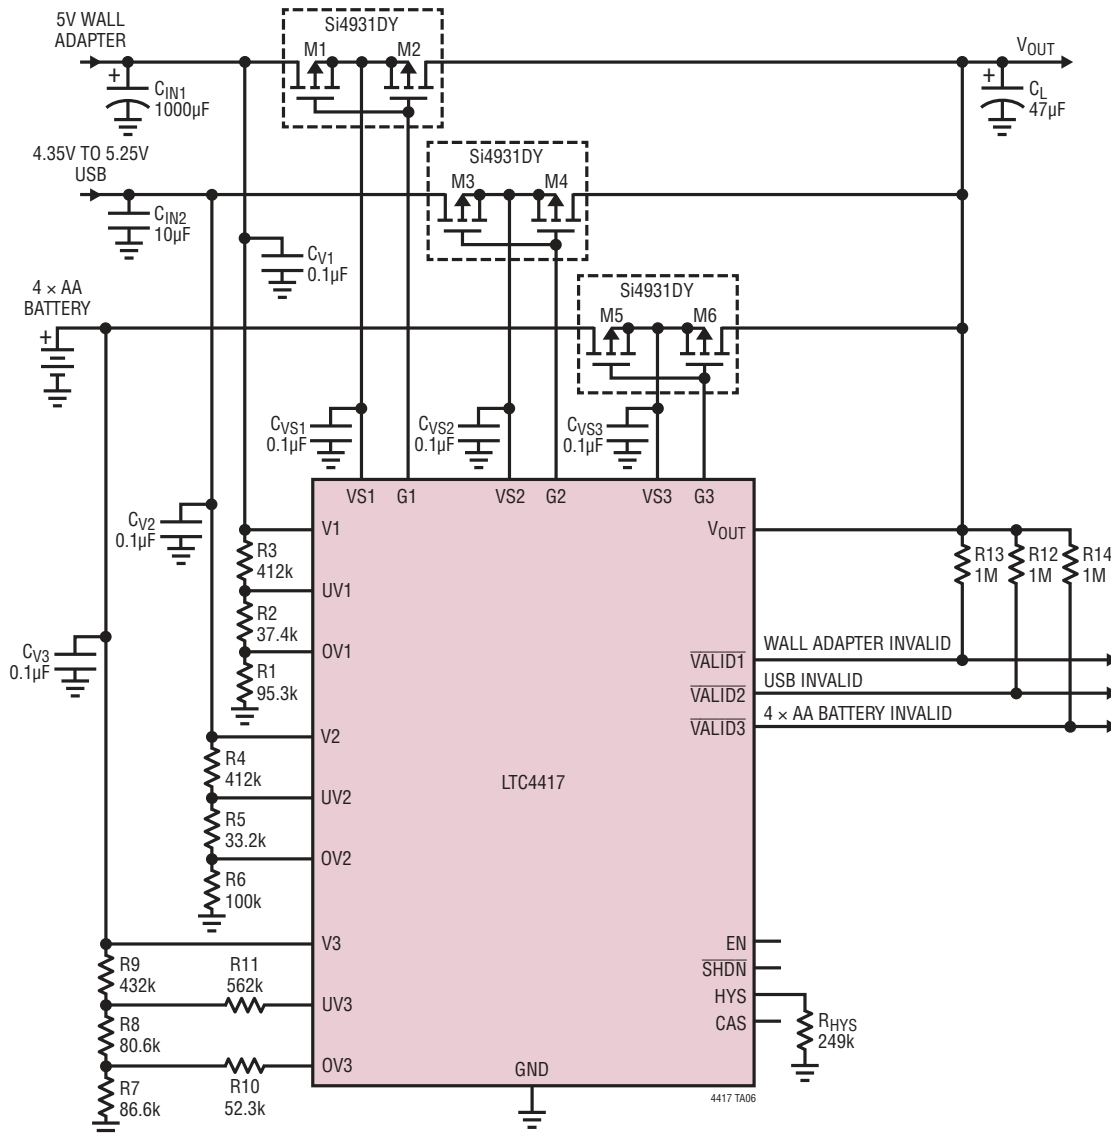 5V WALL
ADAPTER
Si4931DY
M1
M2
VOUT
+
CIN1
1000µF
+
CL
47µF
4.35V TO 5.25V
USB
Si4931DY
M3
M4
CIN2
10µF
CV1
0.1µF
4 × AA
BATTERY
Si4931DY
M5
M6
+
CVS1
0.1µF
CVS2
0.1µF
CVS3
0.1µF
VS1
G1
VS2
G2
VS3
G3
CV2
0.1µF
V1
VOUT
R3
412k
R13
1M
R12
1M
R14
1M
UV1
R2
37.4k
CV3
0.1µF
OV1
R1
95.3k
VALID1
WALL ADAPTER INVALID
VALID2
USB INVALID
VALID3
4 × AA BATTERY INVALID
V2
R4
412k
LTC4417
UV2
R5
33.2k
OV2
R6
100k
V3
EN
R9
432k
R11
562k
SHDN
UV3
HYS
RHYS
249k
CAS
R8
80.6k
OV3
R7
86.6k
R10
52.3k
GND
4417 TA06